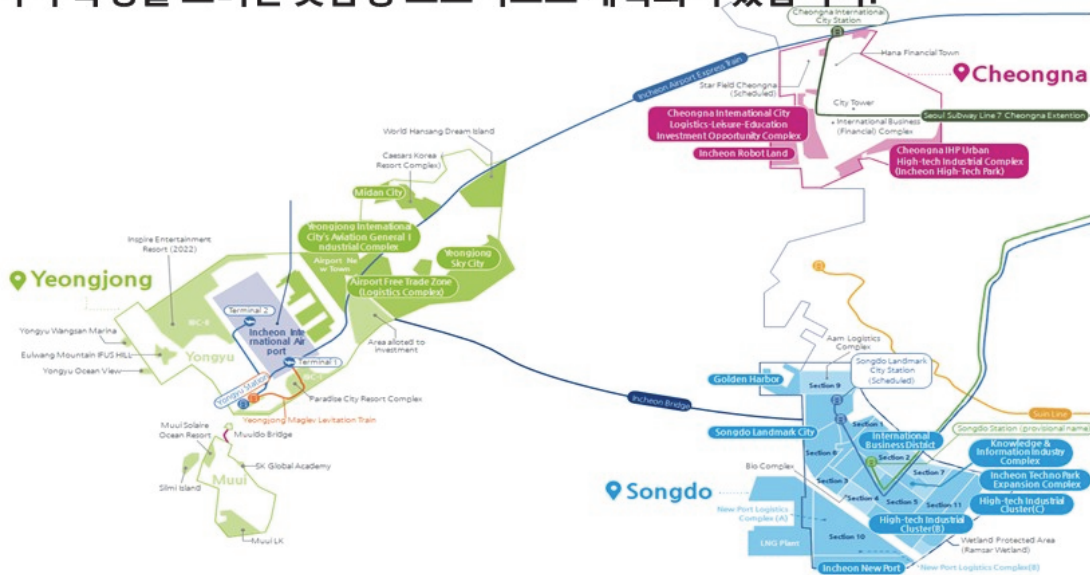 Cheongna International
City Station
Hana Financial Town
Cheongna
Star Field Cheongna
(Scheduled)
City Tower
International Business
(Financial) Complex
Incheon Airport Express Train
Seoul Subway Line 7 Cheongna Extention
Cheongna International City
Logistics-Leisure-Education
Investment Opportunity Complex
Incheon Robot Land
Cheongna IHP Urban
High-tech Industrial Complex
(Incheon High-Tech Park)
World Hansang Dream Island
Caesars Korea
Resort Complex)
Midan City
Yeongjong International
City's Aviation General I
ndustrial Complex
Inspire Entertainment
Resort (2022)
Airport Ne
w Town
Yeongjong
Sky City
Yeongjong
Airport Free Trade Zone
(Logistics Complex)
Terminal 2
Incheon Inte
rnational Air
port
Area alloted to
investment
Yongyu Wangsan Marina
Eulwang Mountain IFUS HILL
Yongyu
Yongyu Ocean View
Terminal 1
Yongyu Station
Paradise City Resort Complex
Yeongjong Maglev Levitation Train
Muui Solaire
Ocean Resort
Muuido Bridge
SK Global Academy
Muui
Silmi Island
Muui LK
Incheon Bridge
Aam Logistics
Complex
Songdo Landmark
City Station
(Scheduled)
Golden Harbor
Section 9
Suin Line
Songdo Station (provisional name)
Songdo Landmark City
Section 1
International
Business District
Knowledge &
Information Industry
Complex
Section 6
Section 2
Section 7
Incheon Techno Park
Expansion Complex
Bio Complex
Section 3
Section 4
Section 5
Section 11
High-tech Industrial
Cluster(C)
Songdo
New Port Logistics
Complex (A)
High-tech Industrial
Cluster(B)
Section 10
LNG Plant
Wetland Protected Area
(Ramsar Wetland)
Incheon New Port
New Port Logistics Complex(B)